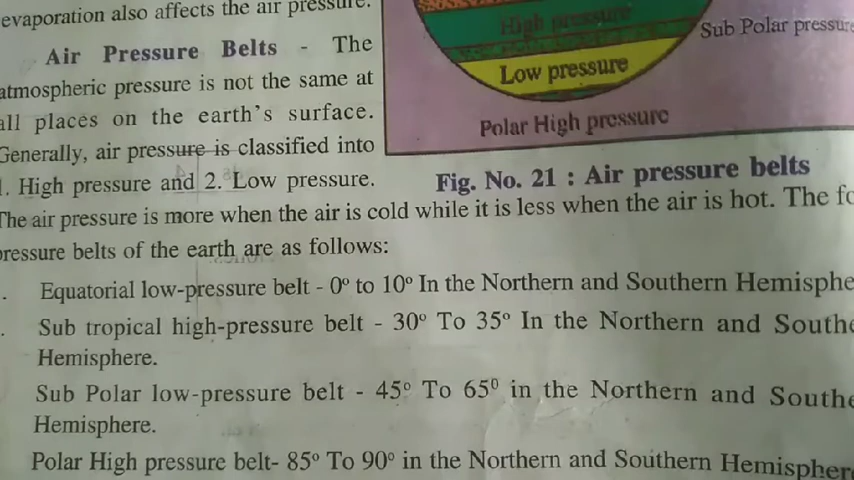 evaporation also affects the air pressure.
Air Pressure Belts - The
atmospheric pressure is not the same at
all places on the earth's surface.
Generally, air pressure is classified into
1. High pressure and 2. Low pressure.
High pressure
Low pressure
Sub Polar pressure
Polar High pressure
Fig. No. 21 : Air pressure belts
The air pressure is more when the air is cold while it is less when the air is hot. The
pressure belts of the earth are as follows:
Equatorial low-pressure belt - 0° to 10° In the Northern and Southern Hemisphe
Sub tropical high-pressure belt - 30° To 35° In the Northern and Southe
Hemisphere.
Sub Polar low-pressure belt - 45° To 65⁰ in the Northern and Southe
Hemisphere.
Polar High pressure belt- 85° To 90° in the Northern and Southern Hemisphere